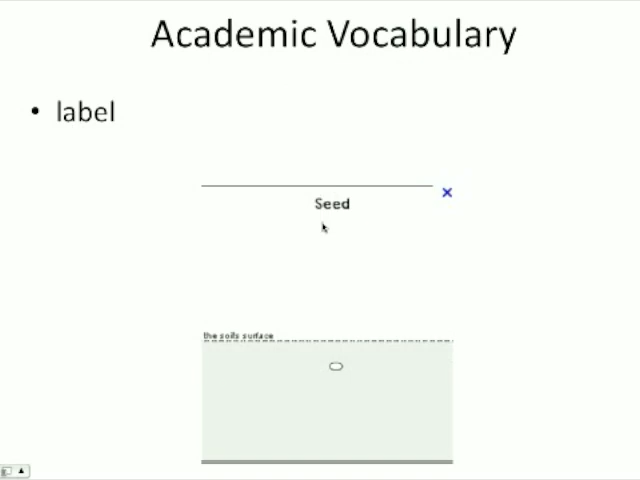 Academic Vocabulary
• label
Seed
the soils surface